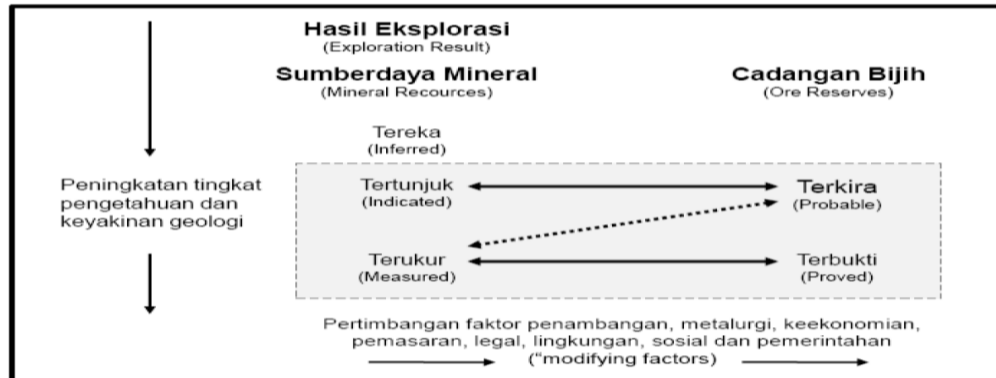 Hasil Eksplorasi
(Exploration Result)
Sumberdaya Mineral
(Mineral Recources)
Cadangan Bijih
(Ore Reserves)
Tereka
(Inferred)
Peningkatan tingkat
pengetahuan dan
keyakinan geologi
Tertunjuk
(Indicated)
Terkira
(Probable)
Terukur
(Measured)
Terbukti
(Proved)
Pertimbangan faktor penambangan, metalurgi, keekonomian,
pemasaran, legal, lingkungan, sosial dan pemerintahan
("modifying factors)